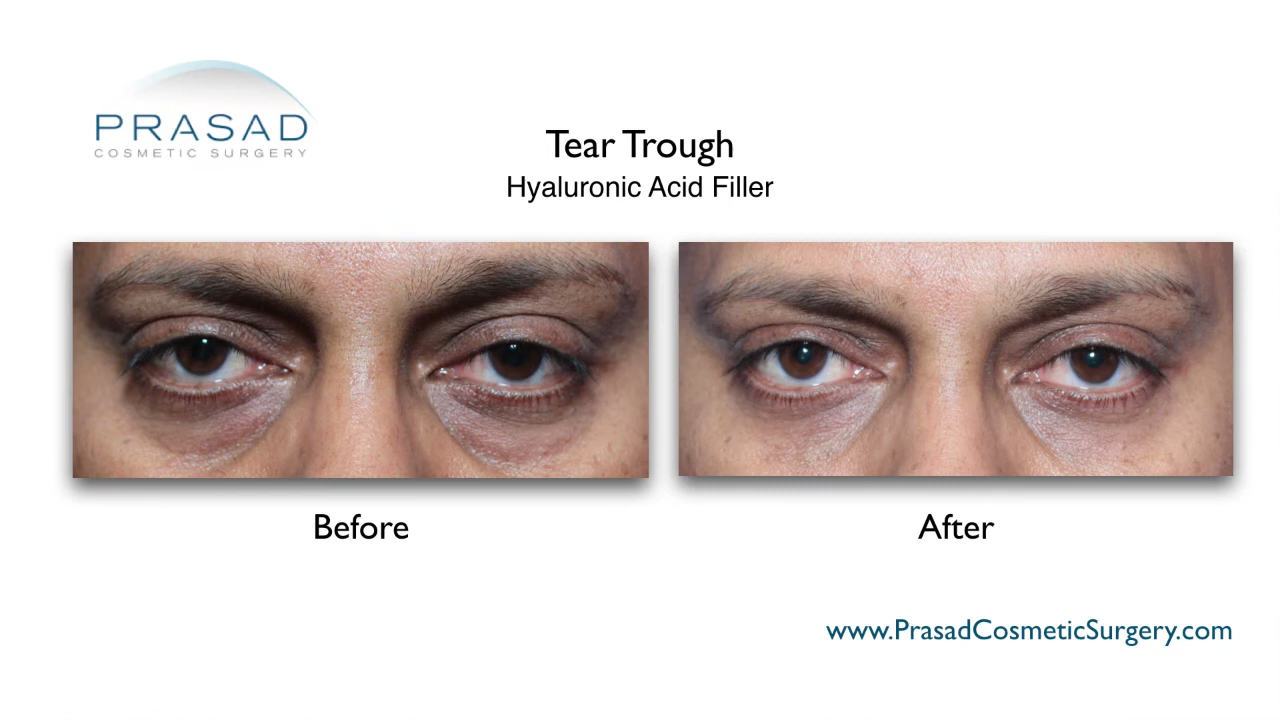 PRASAD
COSMETIC SURGERY
Tear Trough
Hyaluronic Acid Filler
Before
After
www.PrasadCosmeticSurgery.com